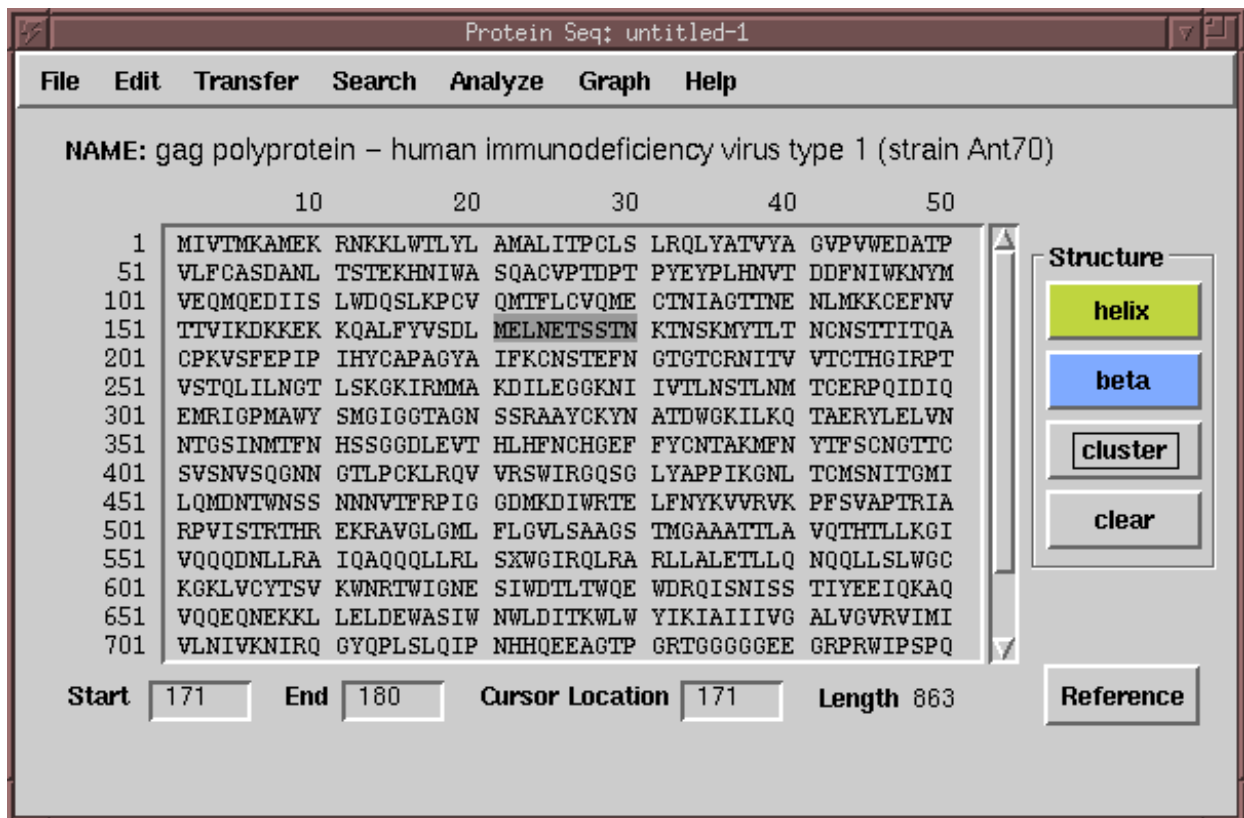 Protein Seq: untitled-1
File Edit Transfer Search Analyze Graph Help
NAME: gag polyprotein – human immunodeficiency virus type 1 (strain Ant70)
10 20 30 40 50
1 MIVTMKAMEK RNKKLWTLYL AMALITPCLS LRQLYATVYA GVPVWEDATP
51 VLFCASDANL TSTEKHNIWA SQACVPTDPT PYEYPLHNVT DDFNIWKNYM
101 VEQMQEDIIS LWDQSLKPCV QMTFLCVQME CTNIAGTTNE NLMKKCEFNV
151 TTVIKDKKEK KQALFYVSDL MELNETSSTN KTNSKMYTLT NCNSTTITQA
201 CPKVSFEPIP IHYCAPAGYA IFKCNSTEFN GTGTCRNITV VTCTHGIRPT
251 VSTQLILNGT LSKGKIRMMA KDILEGGKNI IVTLNSTLNM TCERPQIDIQ
301 EMRIGPMAWY SMGIGGTAGN SSRAAYCKYN ATDWGKILKQ TAERYLELVN
351 NTGSINMTFN HSSGGDLEVT HLHFNCHGEF FYCNTAKMFN YTFSCNGTTC
401 SVSNVSQGNN GTLPCKLRQV VRSWIRGQSG LYAPPIKGNL TCMSNITGMI
451 LQMDNTWNSS NNNVTFRPIG GDMKDIWRTE LFNYKVVRVK PFSVAPTRIA
501 RPVISTRTHR EKRAVGLGML FLGVLSAAGS TMGAAATTLA VQTHTLLKGI
551 VQQQDNLLRA IQAQQQLLRL SXWGIRQLRA RLLALETLLQ NQQLLSLWGC
601 KGKLVCYTSV KWNRTWIGNE SIWDTLTWQE WDRQISNISS TIYEEIQKAQ
651 VQQEQNEKKL LELDEWASIW NWLDITKWLW YIKIAIIIVG ALVGVRVIMI
701 VLNIVKNIRQ GYQPLSLQIP NHHQEEAGTP GRTGGGGGEE GRPRWIPSPQ
Structure
helix
beta
cluster
clear
Start 171 End 180 Cursor Location 171 Length 863 Reference